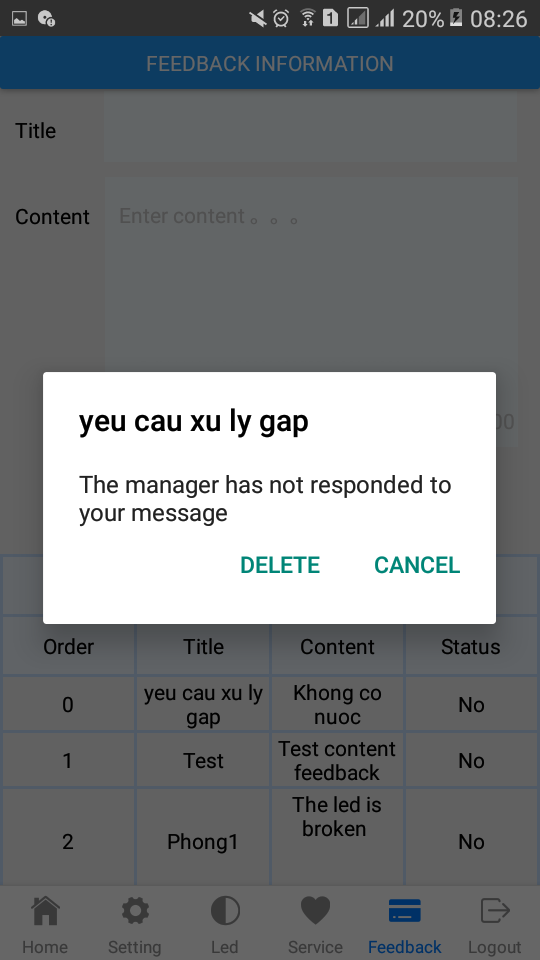 1 20% 08:26
FEEDBACK INFORMATION
Title
Content
Enter content 。。。
00
yeu cau xu ly gap
The manager has not responded to
your message
DELETE CANCEL
Order Title Content Status
0 yeu cau xu ly gap Khong co nuoc No
1 Test Test content feedback No
2 Phong1 The led is broken No
Home Setting Led Service Feedback Logout